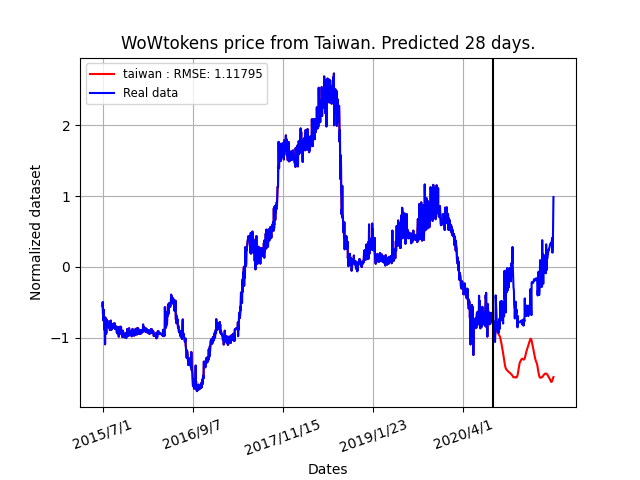 WoWtokens price from Taiwan. Predicted 28 days.
taiwan : RMSE: 1.11795
Real data
Normalized dataset
2
1
0
−1
2015/7/1
2016/9/7
2017/11/15
2019/1/23
2020/4/1
Dates